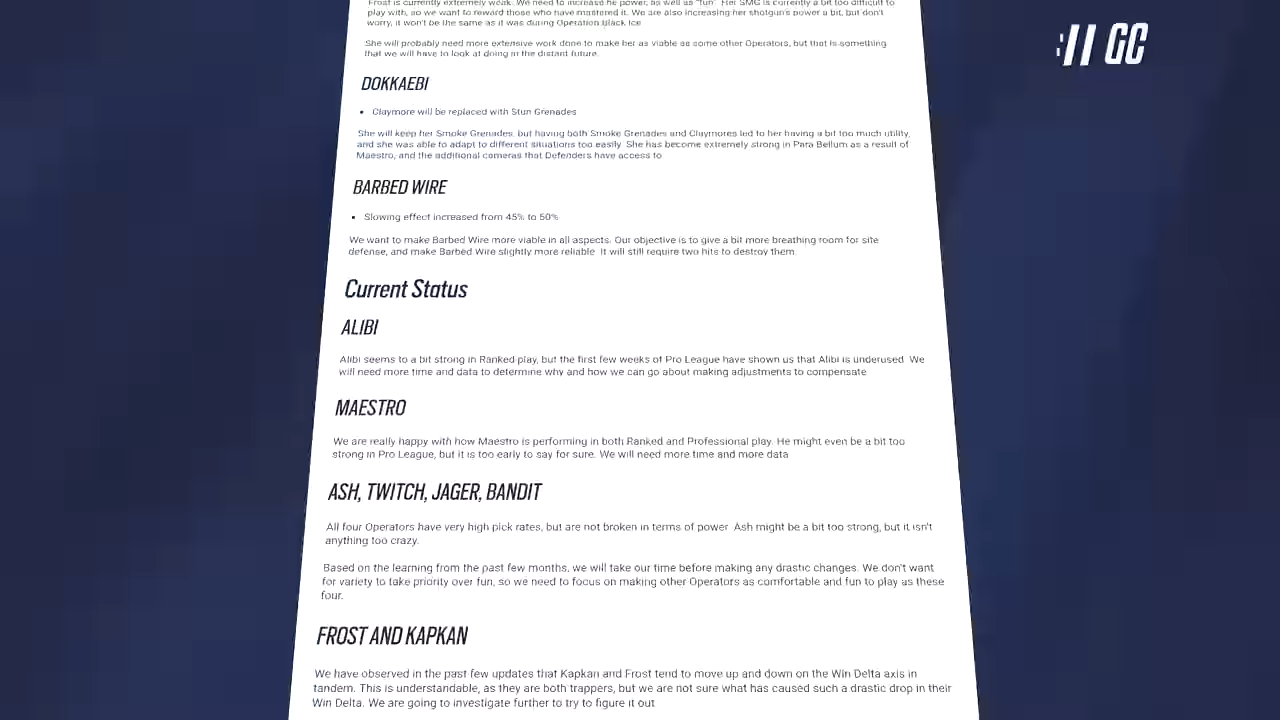 Frost is currently extremely weak. We need to increase he power, as well as "fun". Her SMG is currently a bit too difficult to
play with, so we want to reward those who have mastered it. We are also increasing her shotgun's power a bit, but don't
worry, it won't be the same as it was during Operation Black Ice
She will probably need more extensive work done to make her as viable as some other Operators, but that is something
that we will have to look at doing in the distant future.
DOKKAEBI
• Claymore will be replaced with Stun Grenades
She will keep her Smoke Grenades, but having both Smoke Grenades and Claymores led to her having a bit too much utility,
and she was able to adapt to different situations too easily. She has become extremely strong in Para Bellum as a result of
Maestro, and the additional cameras that Defenders have access to
BARBED WIRE
• Slowing effect increased from 45% to 50%
We want to make Barbed Wire more viable in all aspects. Our objective is to give a bit more breathing room for site
defense, and make Barbed Wire slightly more reliable. It will still require two hits to destroy them.
Current Status
ALIBI
Alibi seems to a bit strong in Ranked play, but the first few weeks of Pro League have shown us that Alibi is underused. We
will need more time and data to determine why and how we can go about making adjustments to compensate.
MAESTRO
We are really happy with how Maestro is performing in both Ranked and Professional play. He might even be a bit too
strong in Pro League, but it is too early to say for sure. We will need more time and more data
ASH, TWITCH, JAGER, BANDIT
All four Operators have very high pick rates, but are not broken in terms of power. Ash might be a bit too strong, but it isn't
anything too crazy.
Based on the learning from the past few months, we will take our time before making any drastic changes. We don't want
for variety to take priority over fun, so we need to focus on making other Operators as comfortable and fun to play as these
four.
FROST AND KAPKAN
We have observed in the past few updates that Kapkan and Frost tend to move up and down on the Win Delta axis in
tandem. This is understandable, as they are both trappers, but we are not sure what has caused such a drastic drop in their
Win Delta. We are going to investigate further to try to figure it out
GC